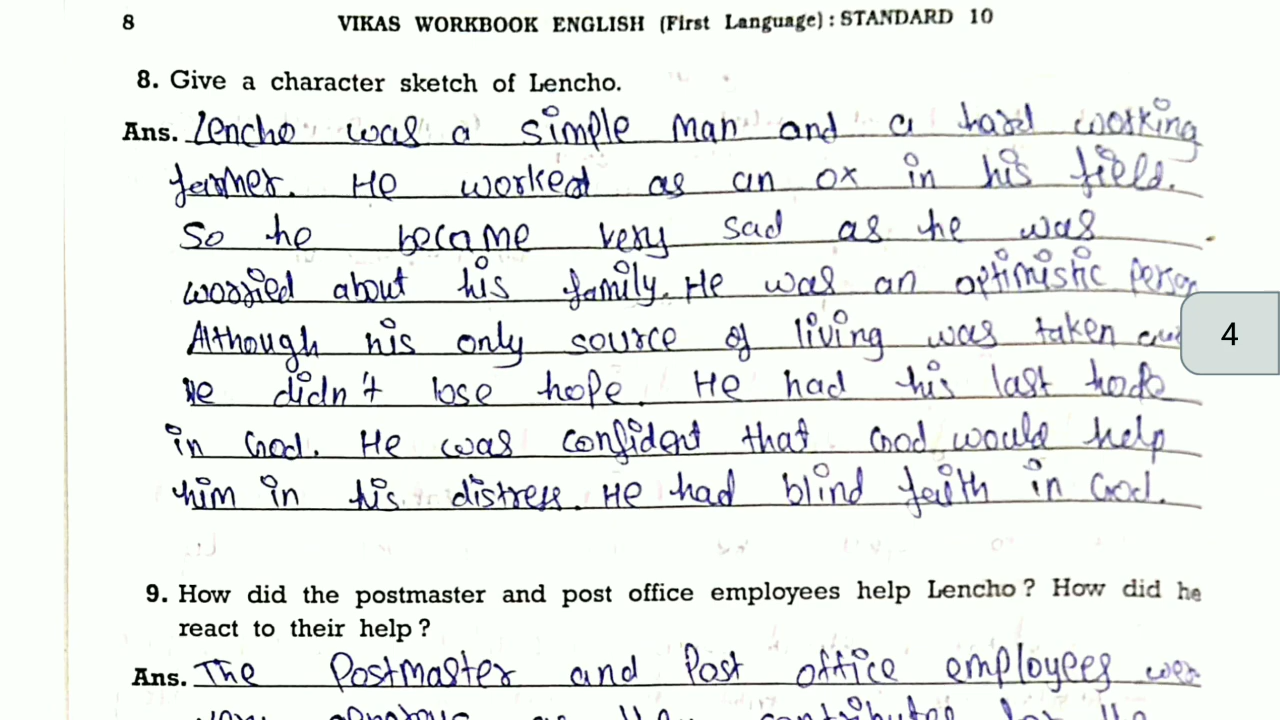 8 VIKAS WORKBOOK ENGLISH (First Language) : STANDARD 10
8. Give a character sketch of Lencho.
Ans. Lencho was a simple man and a hard working
farmer. He worked as an ox in his field.
So he became very sad as he was
worried about his family. He was an optimistic person
Although his only source of living was taken
He didn't lose hope. He had his last hope
in God. He was confident that God would help
him in his distress. He had blind faith in God.
4
9. How did the postmaster and post office employees help Lencho ? How did he
react to their help ?
Ans. The Postmaster and Post office employees